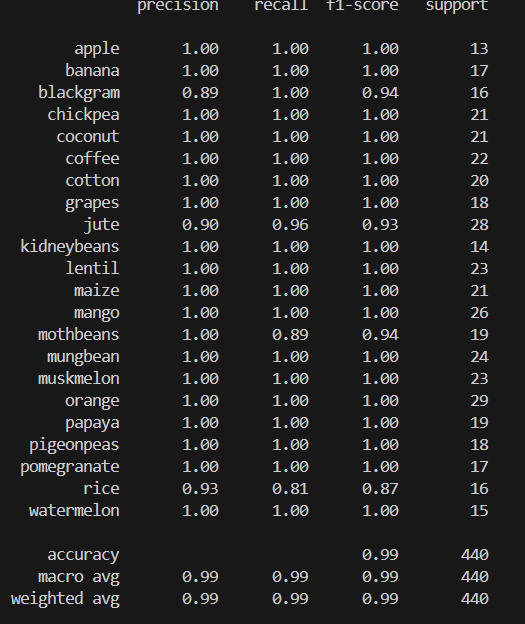 precision recall f1-score support
apple 1.00 1.00 1.00 13
banana 1.00 1.00 1.00 17
blackgram 0.89 1.00 0.94 16
chickpea 1.00 1.00 1.00 21
coconut 1.00 1.00 1.00 21
coffee 1.00 1.00 1.00 22
cotton 1.00 1.00 1.00 20
grapes 1.00 1.00 1.00 18
jute 0.90 0.96 0.93 28
kidneybeans 1.00 1.00 1.00 14
lentil 1.00 1.00 1.00 23
maize 1.00 1.00 1.00 21
mango 1.00 1.00 1.00 26
mothbeans 1.00 0.89 0.94 19
mungbean 1.00 1.00 1.00 24
muskmelon 1.00 1.00 1.00 23
orange 1.00 1.00 1.00 29
papaya 1.00 1.00 1.00 19
pigeonpeas 1.00 1.00 1.00 18
pomegranate 1.00 1.00 1.00 17
rice 0.93 0.81 0.87 16
watermelon 1.00 1.00 1.00 15
accuracy 0.99 440
macro avg 0.99 0.99 0.99 440
weighted avg 0.99 0.99 0.99 440